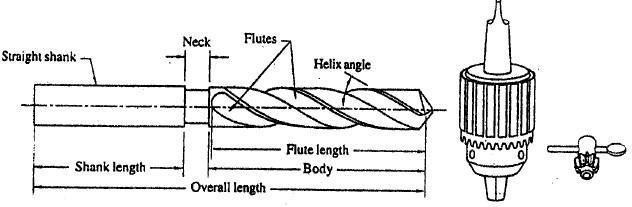 Neck
Flutes
Straight shank
Helix angle
Flute length
Shank length
Body
Overall length